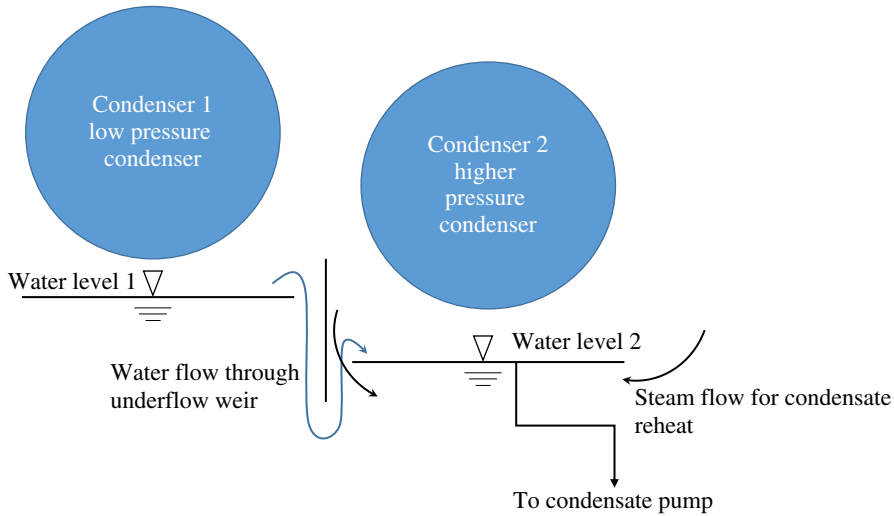 Condenser 1
low pressure
condenser
Condenser 2
higher
pressure
condenser
Water level 1
Water level 2
Water flow through
underflow weir
Steam flow for condensate
reheat
To condensate pump